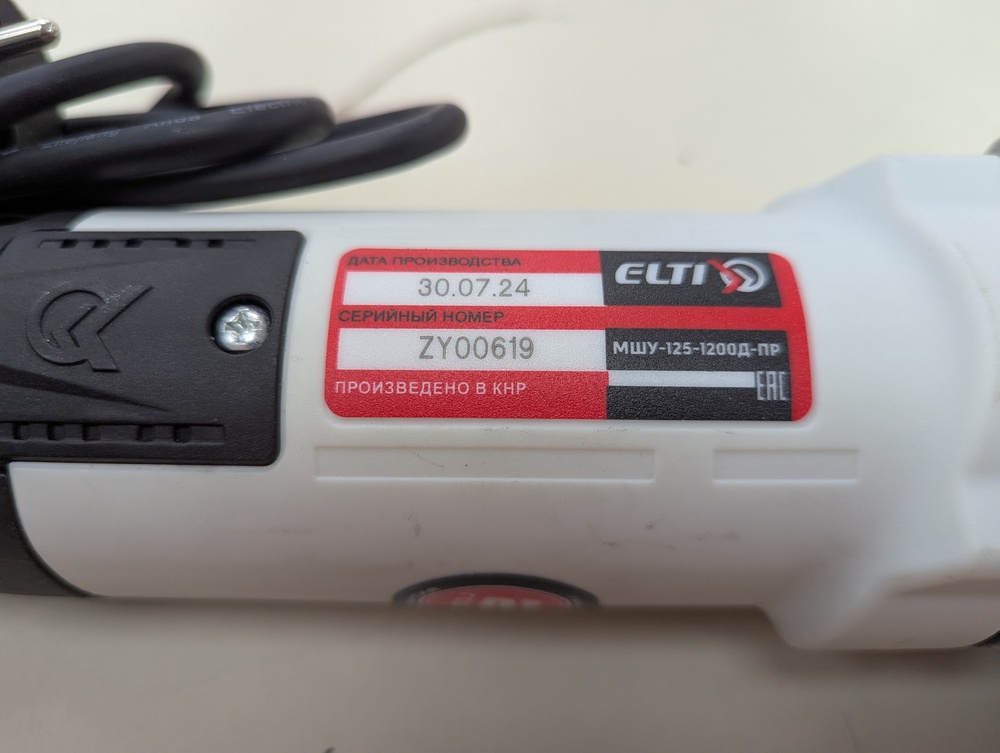 ДАТА ПРОИЗВОДСТВА
30.07.24
СЕРИЙНЫЙ НОМЕР
ZY00619
ПРОИЗВЕДЕНО В КНР
ELTI
МШУ-125-1200Д-ПР
EAC